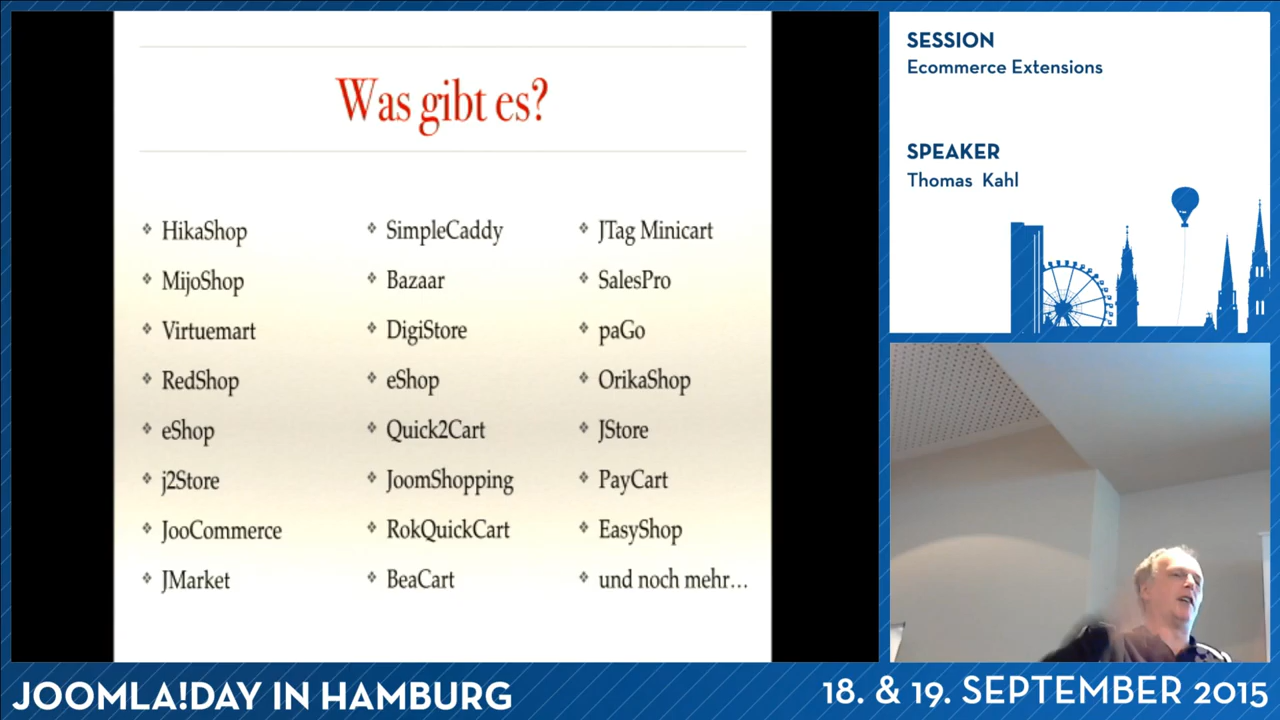 Was gibt es?
HikaShop
MijoShop
Virtuemart
RedShop
eShop
j2Store
JooCommerce
JMarket
SimpleCaddy
Bazaar
DigiStore
eShop
Quick2Cart
JoomShopping
RokQuickCart
BeaCart
JTag Minicart
SalesPro
paGo
OrikaShop
JStore
PayCart
EasyShop
und noch mehr...
SESSION
Ecommerce Extensions
SPEAKER
Thomas Kahl
JOOMLA!DAY IN HAMBURG
18. & 19. SEPTEMBER 2015